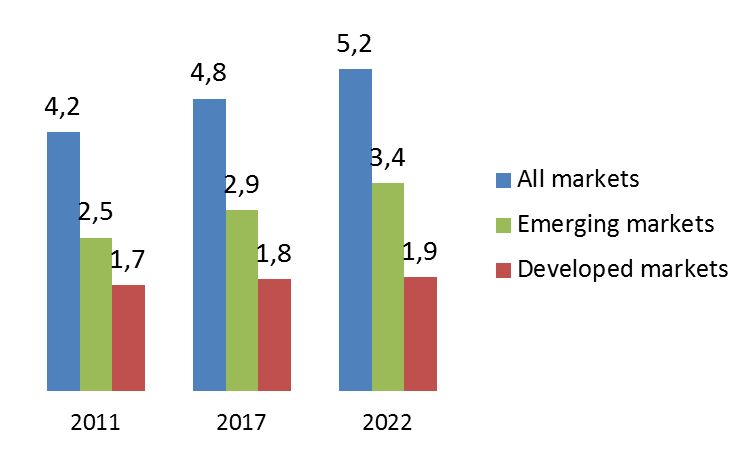 5,2
4,8
4,2
3,4
2,9
2,5
1,9
1,8
1,7
All markets
Emerging markets
Developed markets
2011 2017 2022